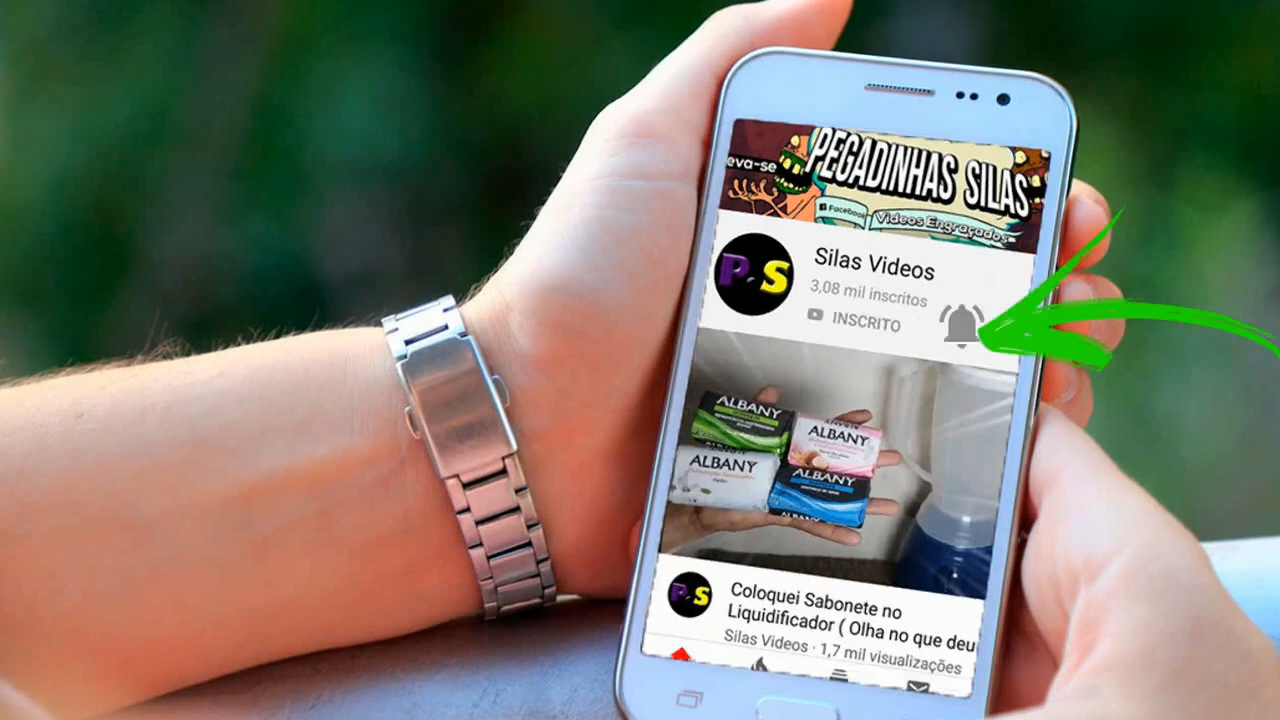 eva-se
PEGADINHAS SILAS
Facebook
Videos Engraçados
P S
Silas Videos
3,08 mil inscritos
INSCRITO
ALBANY
ALBANY
ALBANY
ALBANY
ALBANY
P S
Coloquei Sabonete no
Liquidificador ( Olha no que deu
Silas Videos · 1,7 mil visualizações